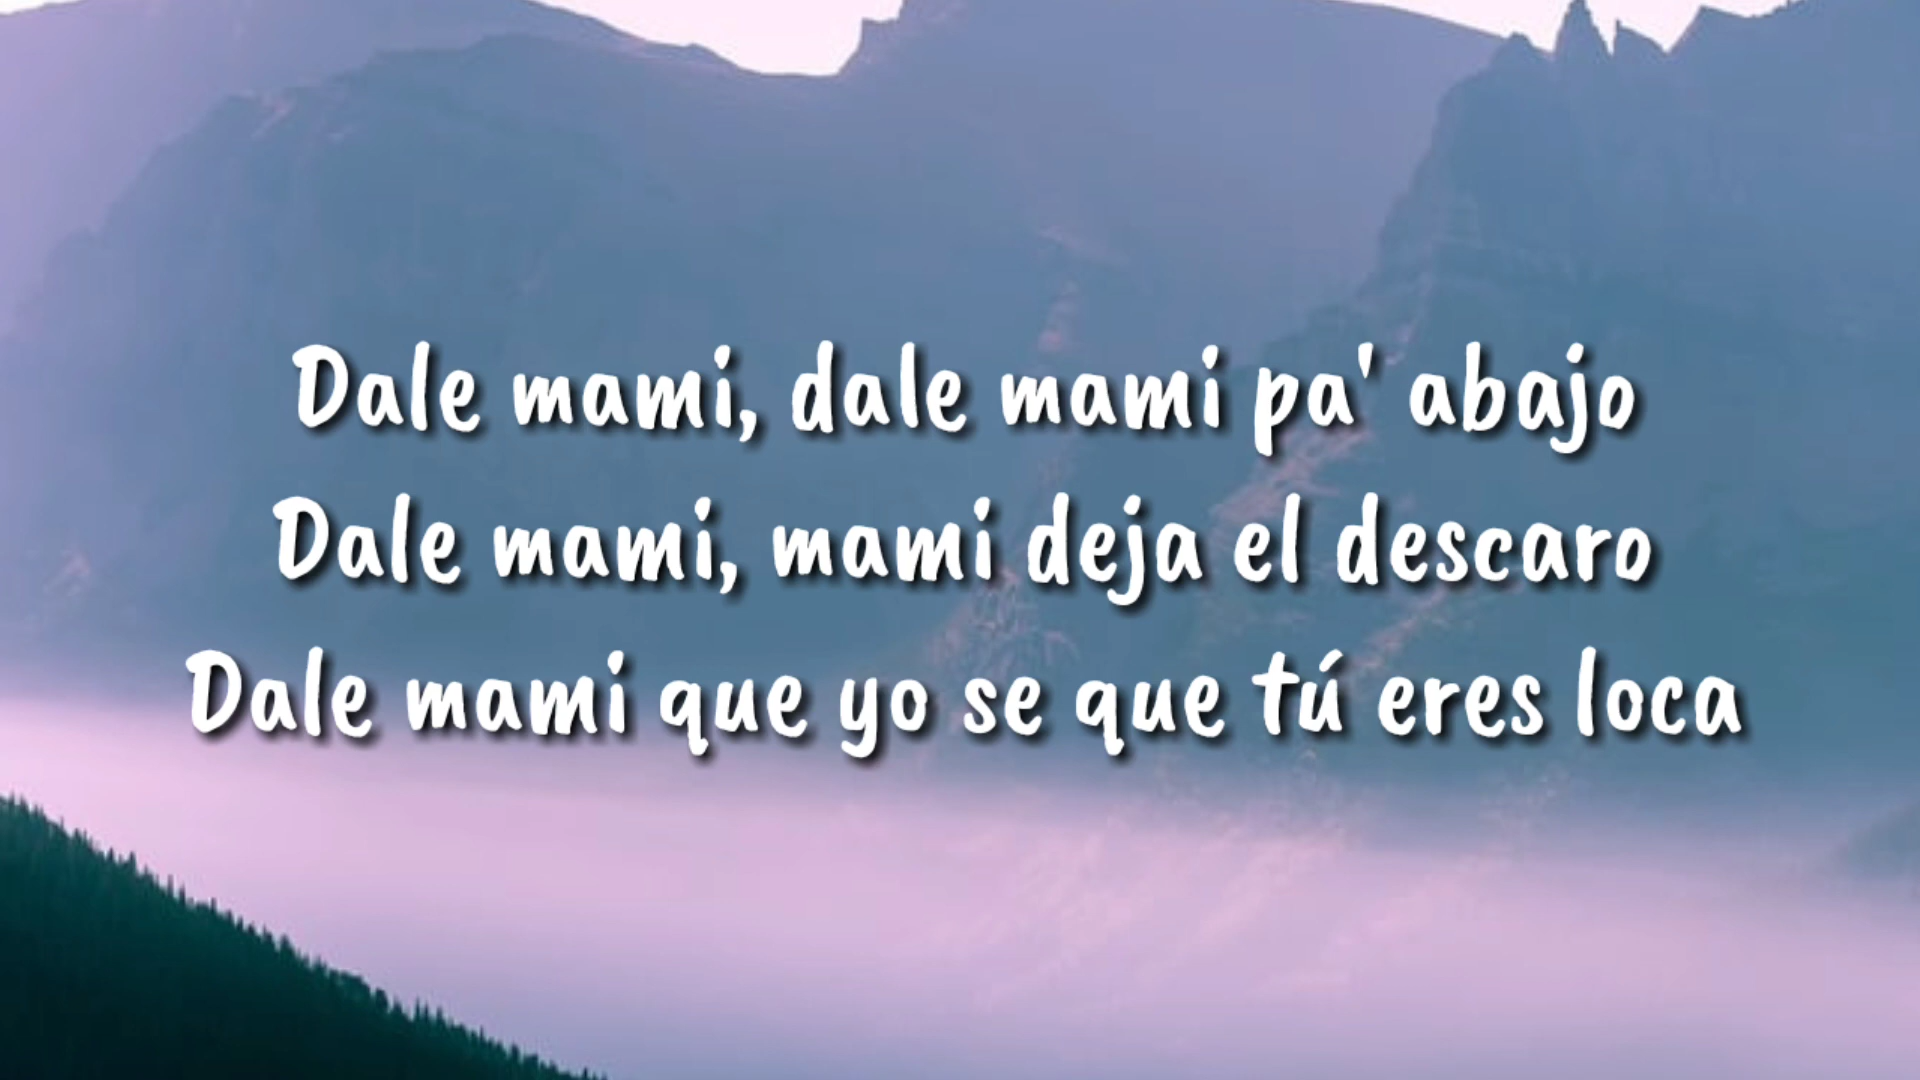 Dale mami, dale mami pa' abajo
Dale mami, mami deja el descaro
Dale mami que yo se que tú eres loca